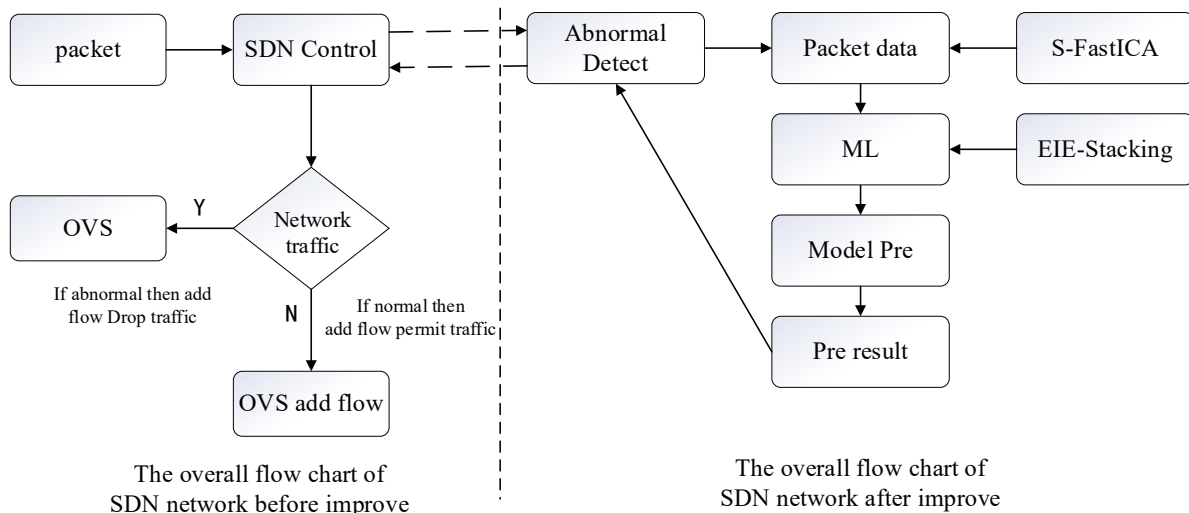 packet
SDN Control
Abnormal
Detect
Packet data
S-FastICA
ML
EIE-Stacking
OVS
Y
Network
traffic
Model Pre
If abnormal then add
flow Drop traffic
N
If normal then
add flow permit traffic
Pre result
OVS add flow
The overall flow chart of
SDN network before improve
The overall flow chart of
SDN network after improve